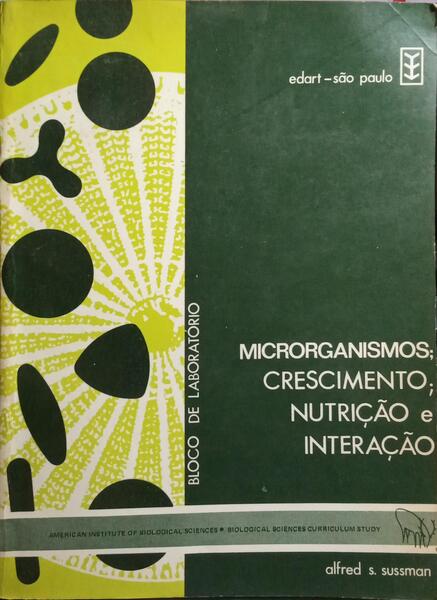 edart–são paulo
BLOCO DE LABORATÓRIO
MICRORGANISMOS;
CRESCIMENTO;
NUTRIÇÃO e
INTERAÇÃO
AMERICAN INSTITUTE OF BIOLOGICAL SCIENCES • BIOLOGICAL SCIENCES CURRICULUM STUDY
alfred s. sussman